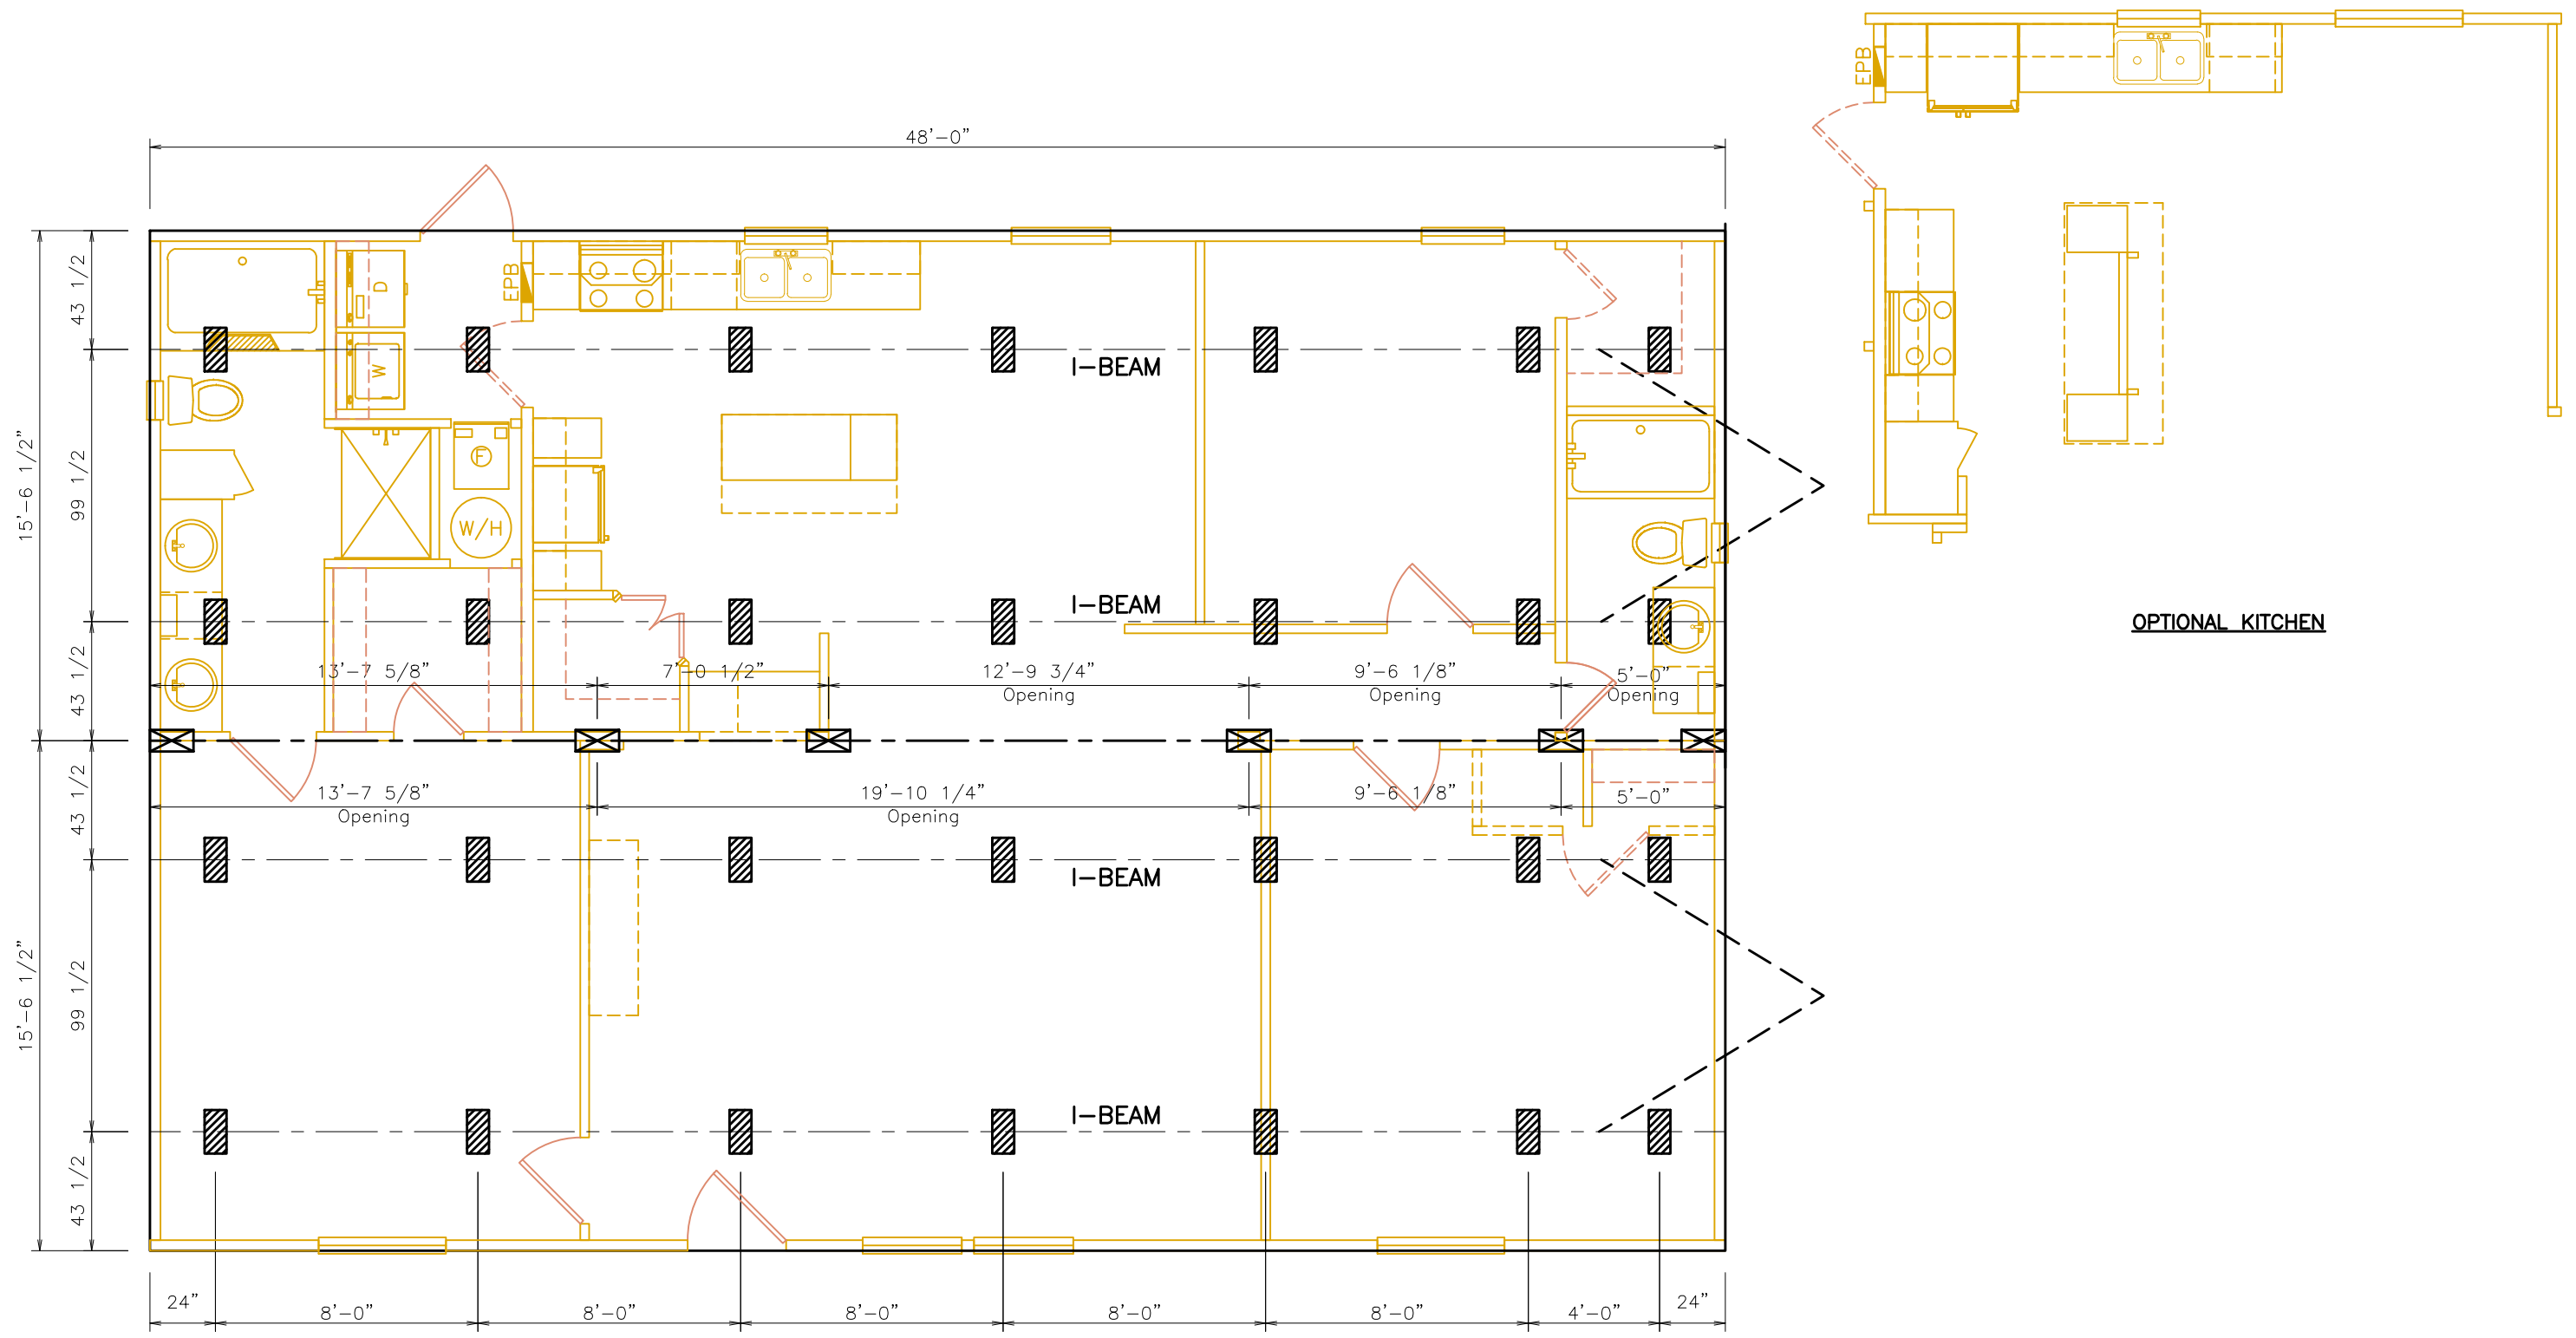 EPB
48'-0"
43 1/2
EPB
D
I-BEAM
W
15'-6 1/2"
99 1/2
F
W/H
I-BEAM
OPTIONAL KITCHEN
43 1/2
13'-7 5/8"
7'-0 1/2"
12'-9 3/4"
Opening
9'-6 1/8"
Opening
5'-0"
Opening
43 1/2
13'-7 5/8"
Opening
19'-10 1/4"
Opening
9'-6 1/8"
5'-0"
I-BEAM
15'-6 1/2"
99 1/2
I-BEAM
43 1/2
24"
8'-0"
8'-0"
8'-0"
8'-0"
8'-0"
4'-0"
24"